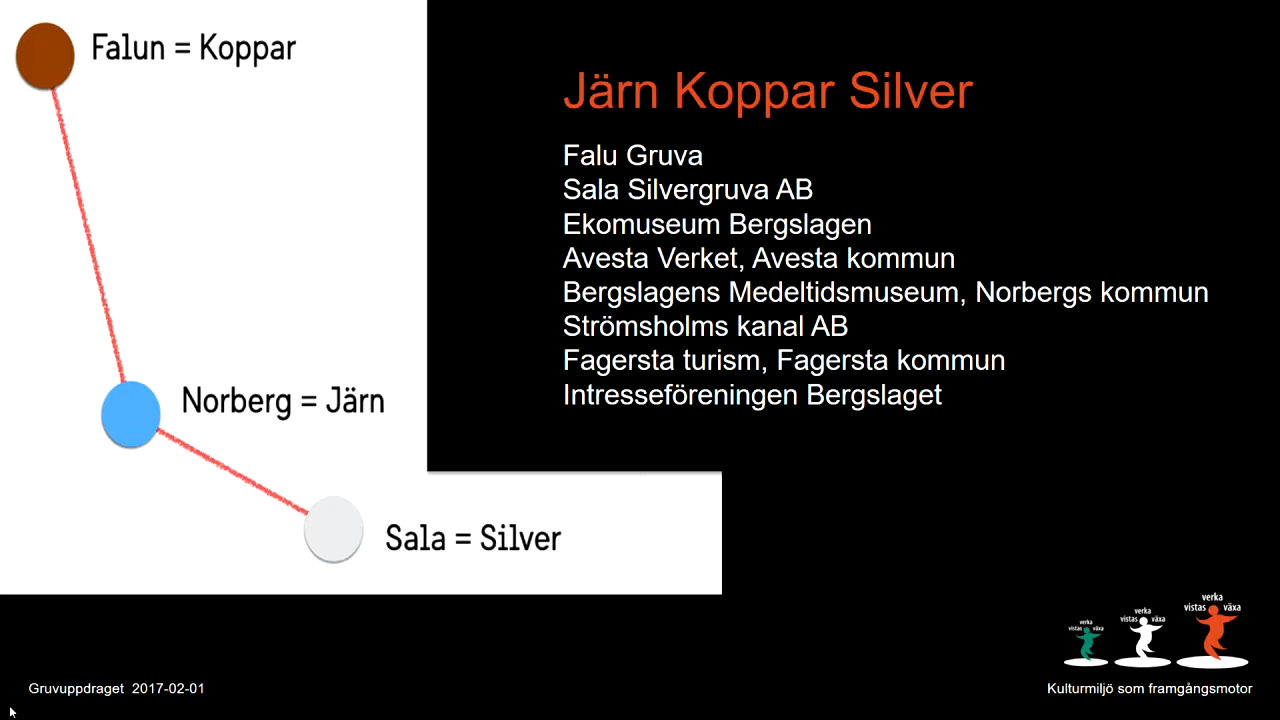 Falun = Koppar
Norberg = Järn
Sala = Silver
Järn Koppar Silver
Falu Gruva
Sala Silvergruva AB
Ekomuseum Bergslagen
Avesta Verket, Avesta kommun
Bergslagens Medeltidsmuseum, Norbergs kommun
Strömsholms kanal AB
Fagersta turism, Fagersta kommun
Intresseföreningen Bergslaget
verka
vistas växa
verka
vistas växa
verka
vistas växa
Gruvuppdraget 2017-02-01
Kulturmiljö som framgångsmotor